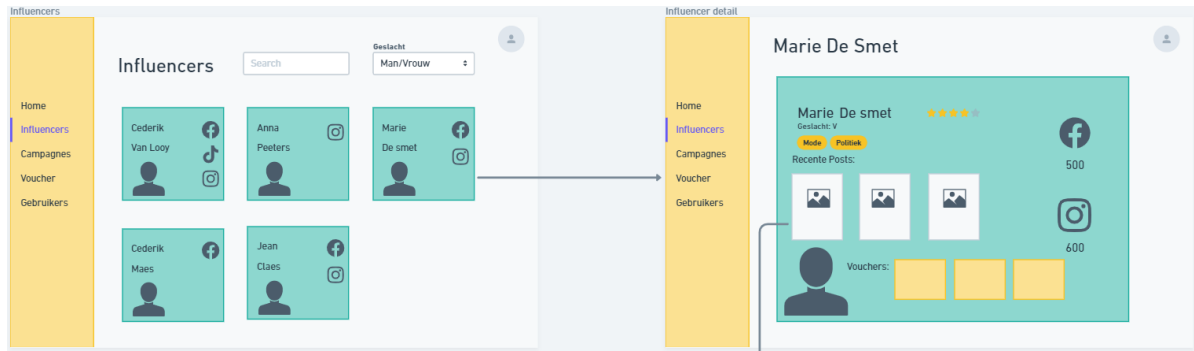 Influencers
Influencers
Search
Geslacht
Man/Vrouw
Home
Influencers
Campagnes
Voucher
Gebruikers
Cederik
Van Looy
Anna
Peeters
Marie
De smet
Cederik
Maes
Jean
Claes
Influencer detail
Marie De Smet
Home
Influencers
Campagnes
Voucher
Gebruikers
Marie De smet
Geslacht: V
Mode Politiek
Recente Posts:
500
600
Vouchers: